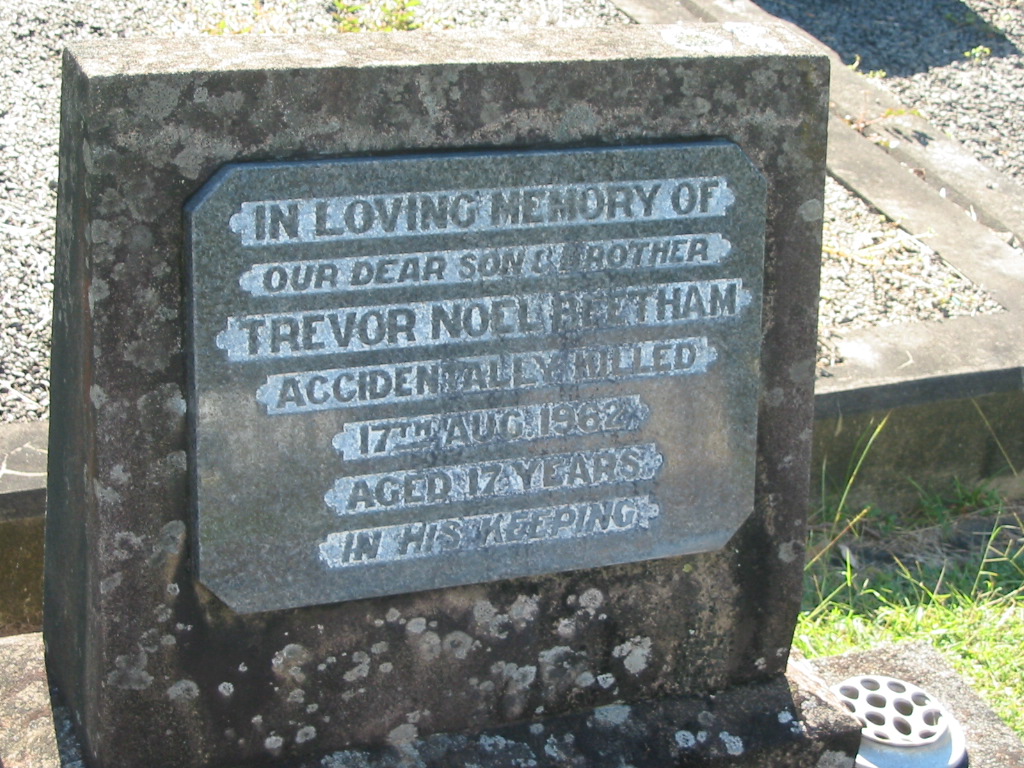 IN LOVING MEMORY OF
OUR DEAR SON & BROTHER
TREVOR NOEL BEETHAM
ACCIDENTALLY KILLED
17TH AUG. 1962
AGED 17 YEARS
IN HIS KEEPING